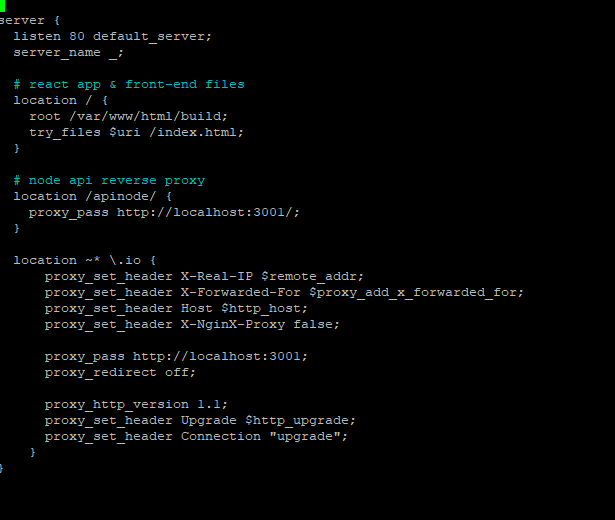 server {
listen 80 default_server;
server_name _;
# react app & front-end files
location / {
root /var/www/html/build;
try_files $uri /index.html;
}
# node api reverse proxy
location /apinode/ {
proxy_pass http://localhost:3001/;
}
location ~* \.io {
proxy_set_header X-Real-IP $remote_addr;
proxy_set_header X-Forwarded-For $proxy_add_x_forwarded_for;
proxy_set_header Host $http_host;
proxy_set_header X-NginX-Proxy false;
proxy_pass http://localhost:3001;
proxy_redirect off;
proxy_http_version 1.1;
proxy_set_header Upgrade $http_upgrade;
proxy_set_header Connection "upgrade";
}
}